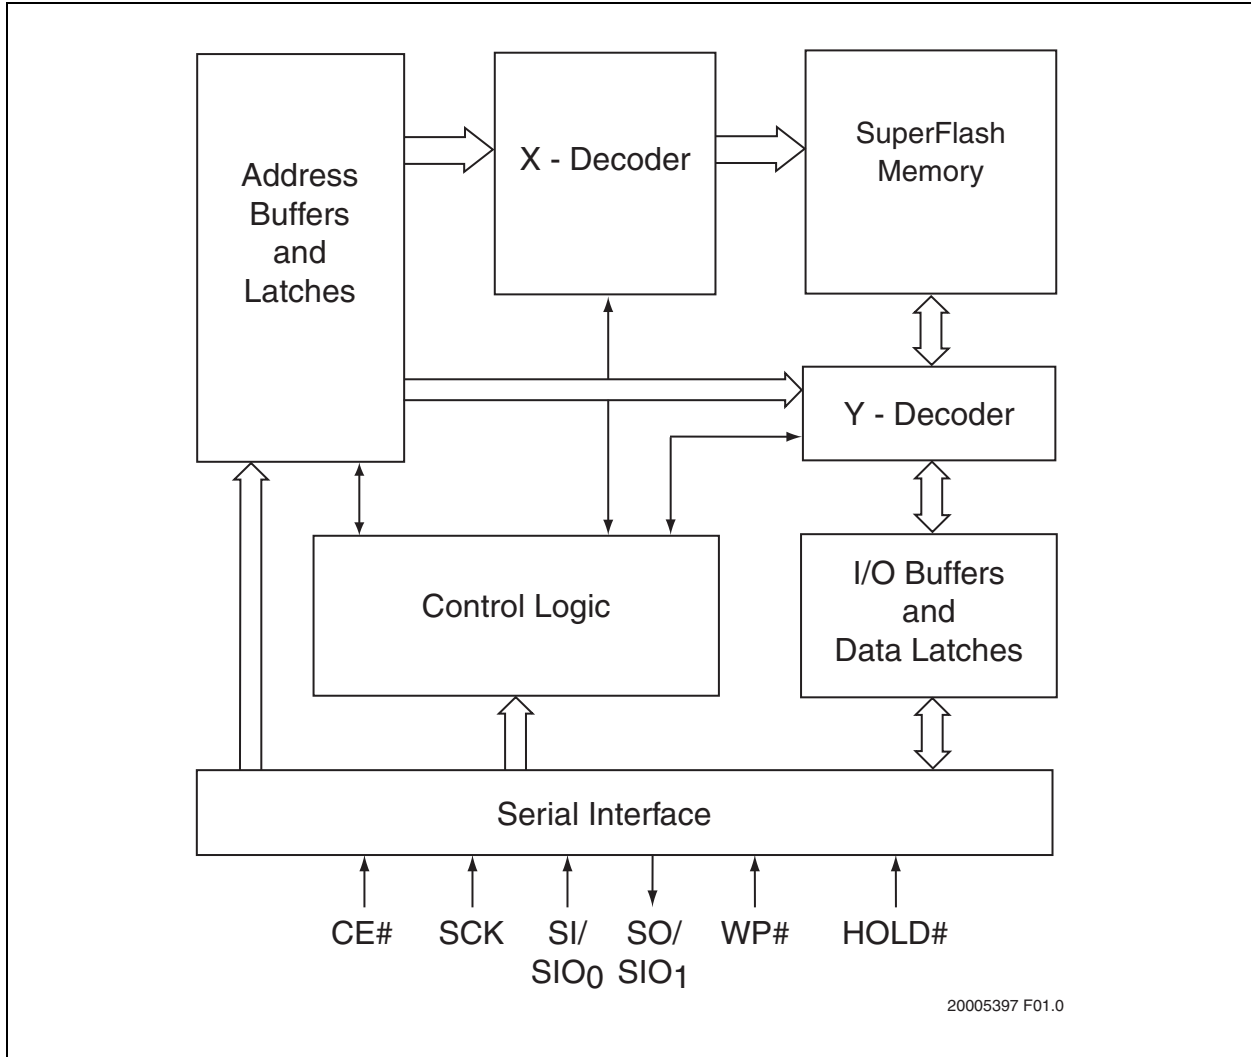 Address
Buffers
and
Latches
X - Decoder
SuperFlash
Memory
Y - Decoder
Control Logic
I/O Buffers
and
Data Latches
Serial Interface
CE# SCK SI/ SO/ WP# HOLD#
SIO0 SIO1
20005397 F01.0